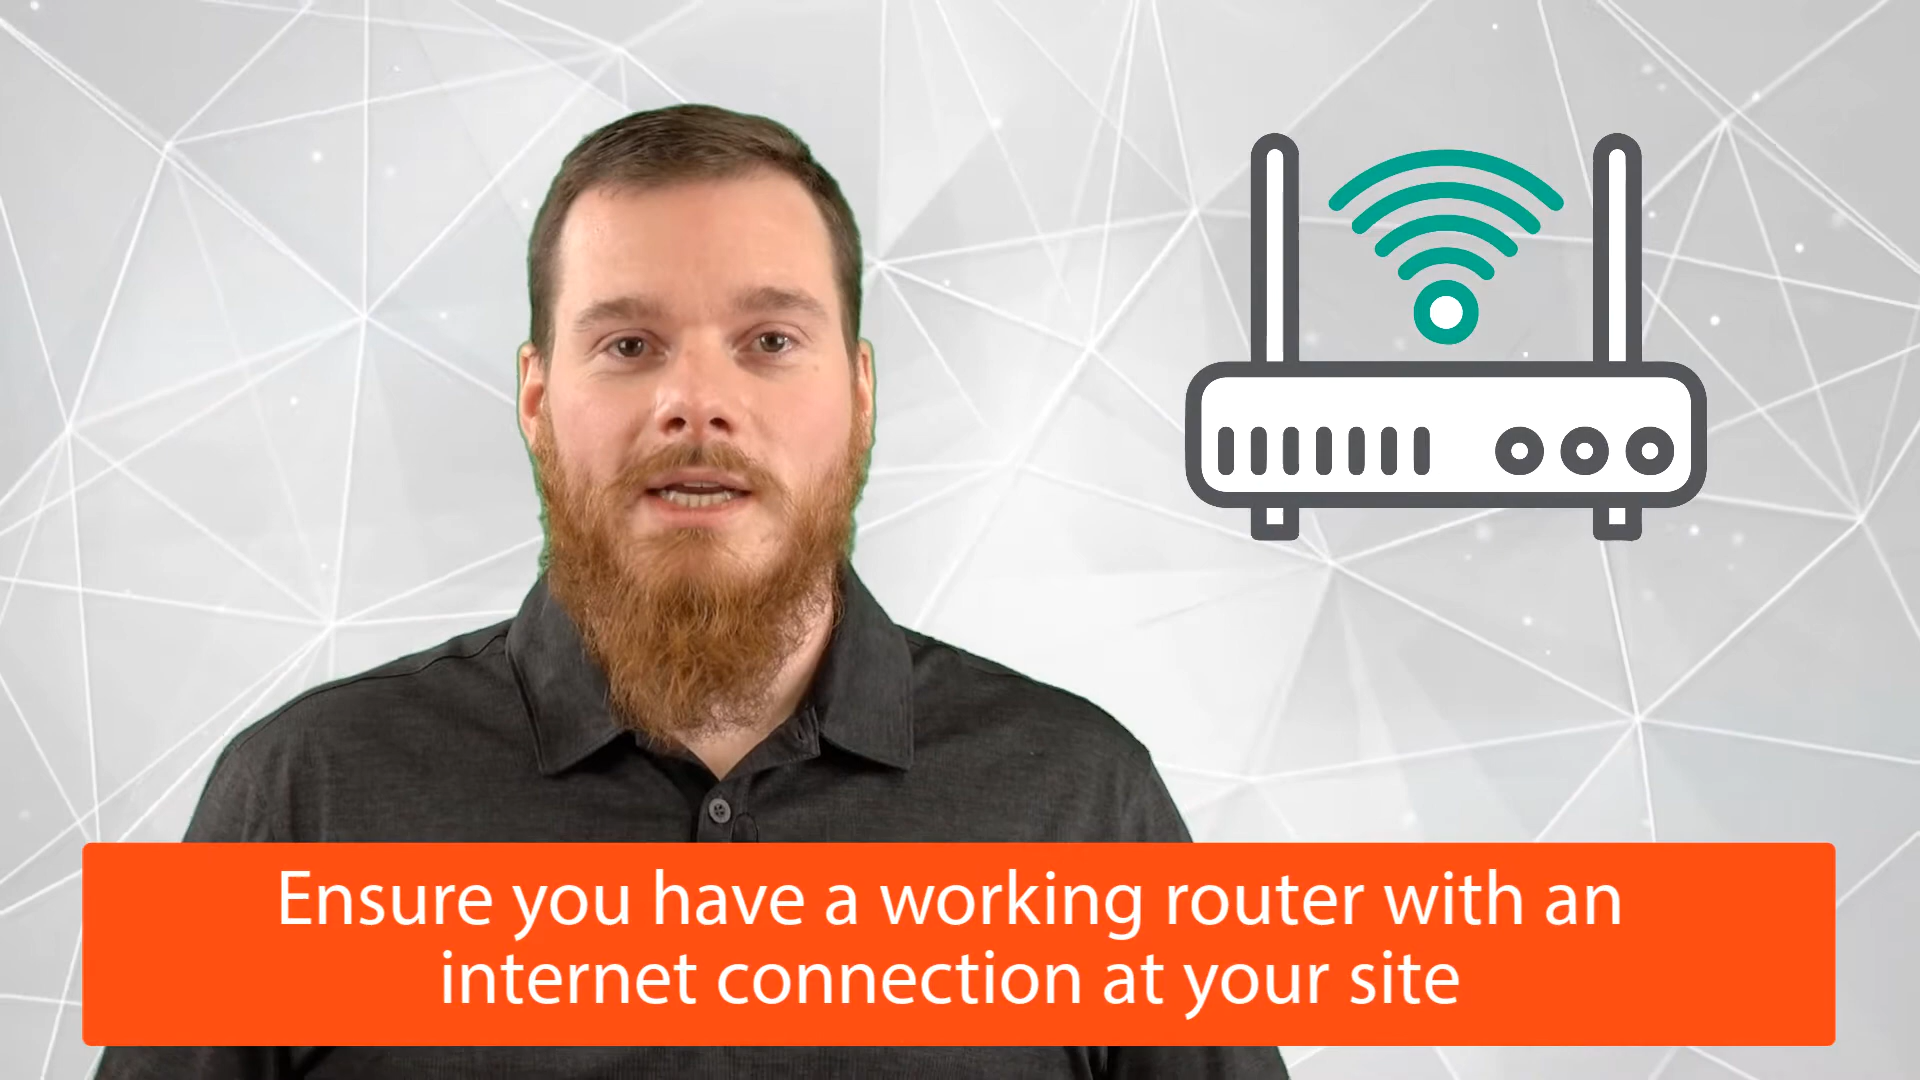 Ensure you have a working router with an
internet connection at your site